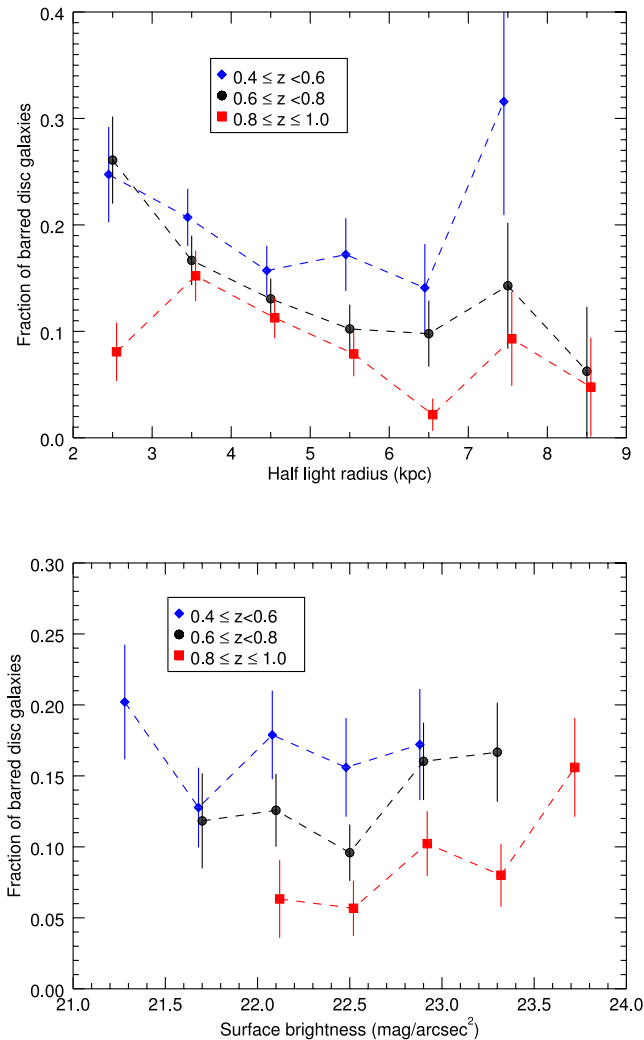 0.4
0.3
0.2
0.1
0.0
Fraction of barred disc galaxies
0.4 ≤ z <0.6
0.6 ≤ z <0.8
0.8 ≤ z ≤ 1.0
2 3 4 5 6 7 8 9
Half light radius (kpc)
0.30
0.25
0.20
0.15
0.10
0.05
0.00
Fraction of barred disc galaxies
0.4 ≤ z<0.6
0.6 ≤ z<0.8
0.8 ≤ z ≤ 1.0
21.0 21.5 22.0 22.5 23.0 23.5 24.0
Surface brightness (mag/arcsec²)